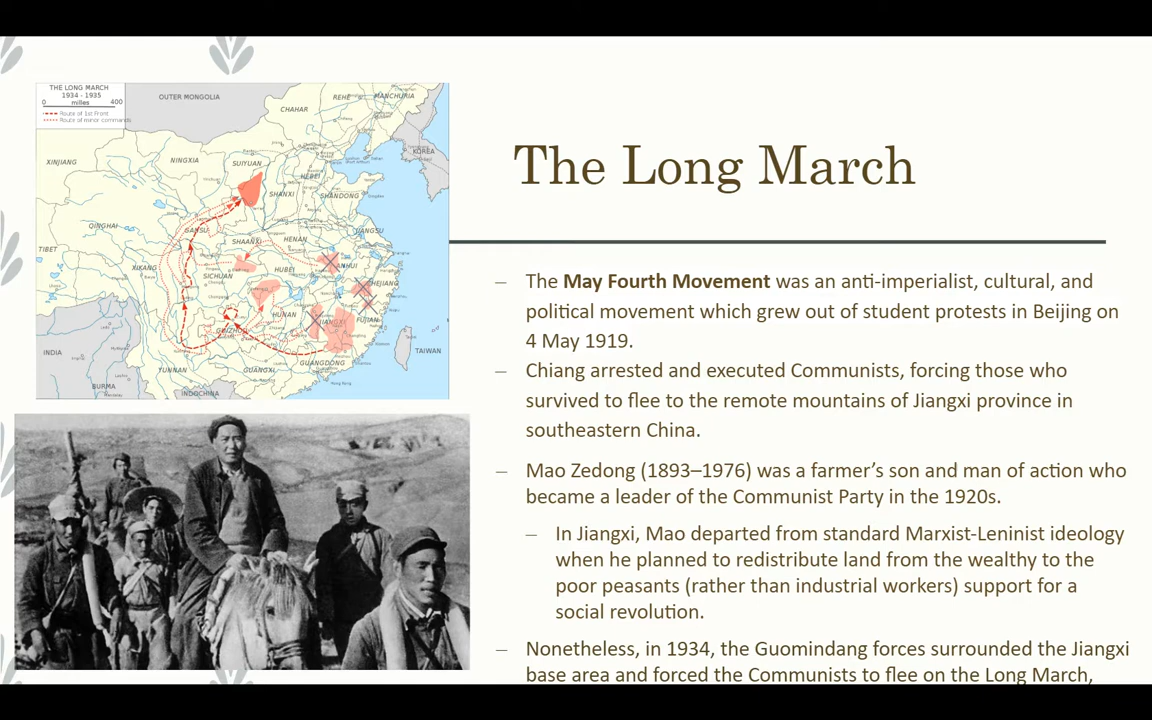 THE LONG MARCH
1934 - 1935
0 miles 400
Route of 1st Front
Route of minor commands
OUTER MONGOLIA
REHE
MANCHURIA
CHAHAR
KOREA
XINJIANG
NINGXIA
SUIYUAN
HEBEI
SHANXI
SHANDONG
QINGHAI
GANSU
JIANGSU
SHAANXI
HENAN
TIBET
XIKANG
ANHUI
SICHUAN
HUBEI
ZHEJIANG
HUNAN
JIANGXI
FUJIAN
GUIZHOU
INDIA
YUNNAN
GUANGXI
GUANGDONG
TAIWAN
BURMA
INDOCHINA
The Long March
– The May Fourth Movement was an anti-imperialist, cultural, and
political movement which grew out of student protests in Beijing on
4 May 1919.
– Chiang arrested and executed Communists, forcing those who
survived to flee to the remote mountains of Jiangxi province in
southeastern China.
– Mao Zedong (1893–1976) was a farmer’s son and man of action who
became a leader of the Communist Party in the 1920s.
– In Jiangxi, Mao departed from standard Marxist-Leninist ideology
when he planned to redistribute land from the wealthy to the
poor peasants (rather than industrial workers) support for a
social revolution.
– Nonetheless, in 1934, the Guomindang forces surrounded the Jiangxi
base area and forced the Communists to flee on the Long March,